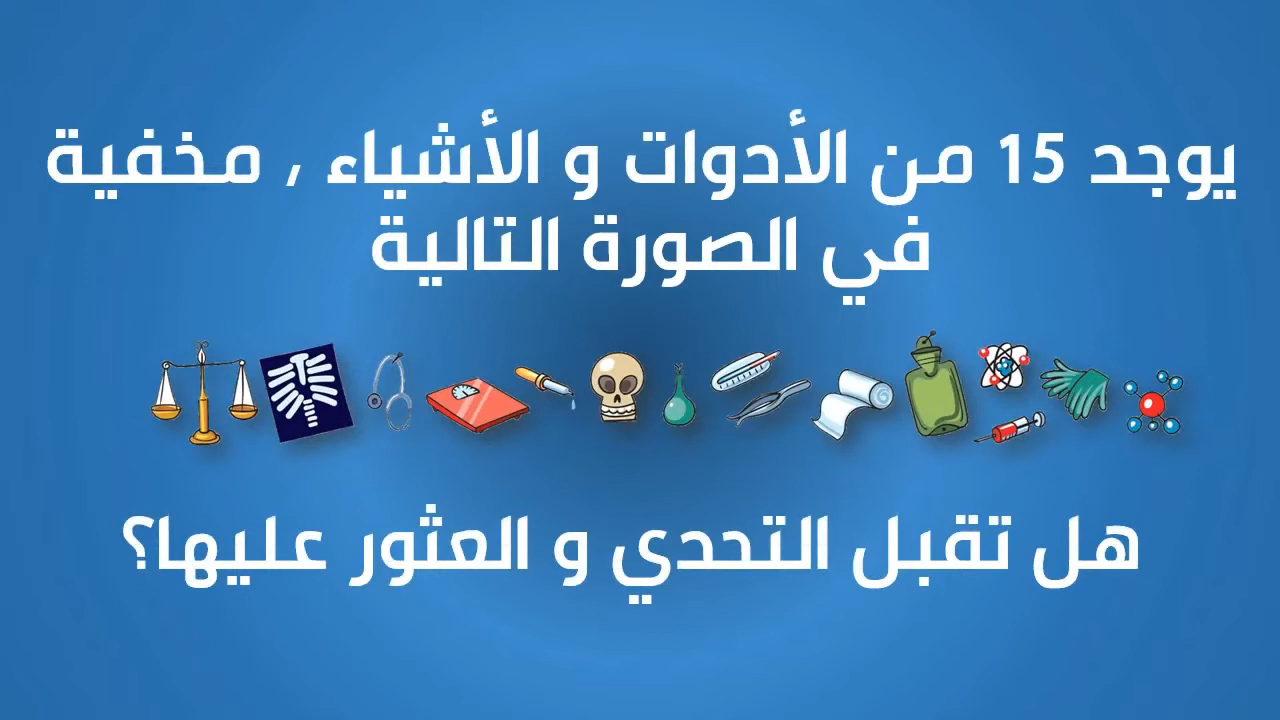 يوجد 15 من الأدوات و الأشياء ، مخفية
في الصورة التالية
هل تقبل التحدي و العثور عليها؟